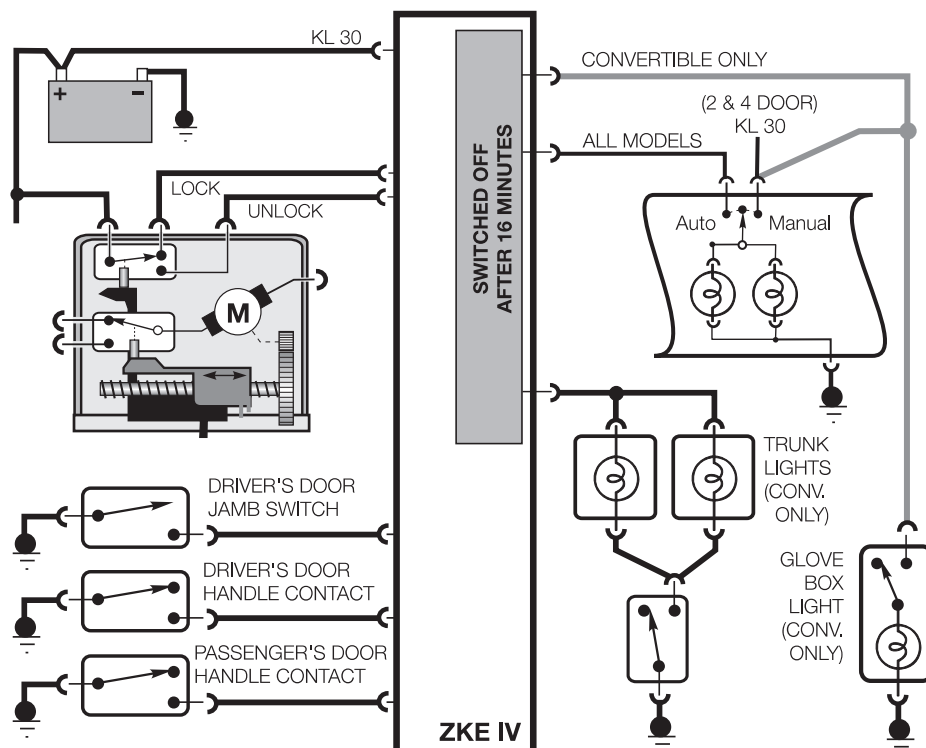 KL 30
CONVERTIBLE ONLY
(2 & 4 DOOR)
KL 30
ALL MODELS
+ −
LOCK
UNLOCK
SWITCHED OFF
AFTER 16 MINUTES
Auto
Manual
M
TRUNK
LIGHTS
(CONV.
ONLY)
DRIVER'S DOOR
JAMB SWITCH
DRIVER'S DOOR
HANDLE CONTACT
GLOVE
BOX
LIGHT
(CONV.
ONLY)
PASSENGER'S DOOR
HANDLE CONTACT
ZKE IV